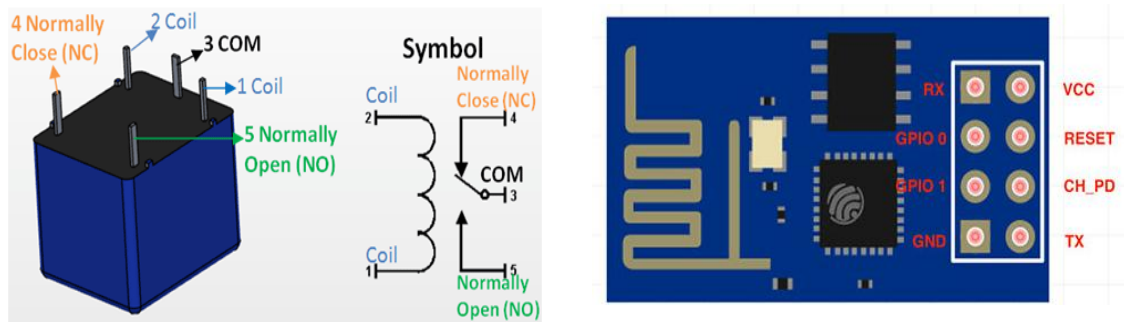 4 Normally
Close (NC)
2 Coil
3 COM
1 Coil
5 Normally
Open (NO)
Symbol
Coil
2
Normally
Close (NC)
4
COM
3
Coil
1
5
Normally
Open (NO)
RX
VCC
GPIO 0
RESET
GPIO 1
CH_PD
GND
TX